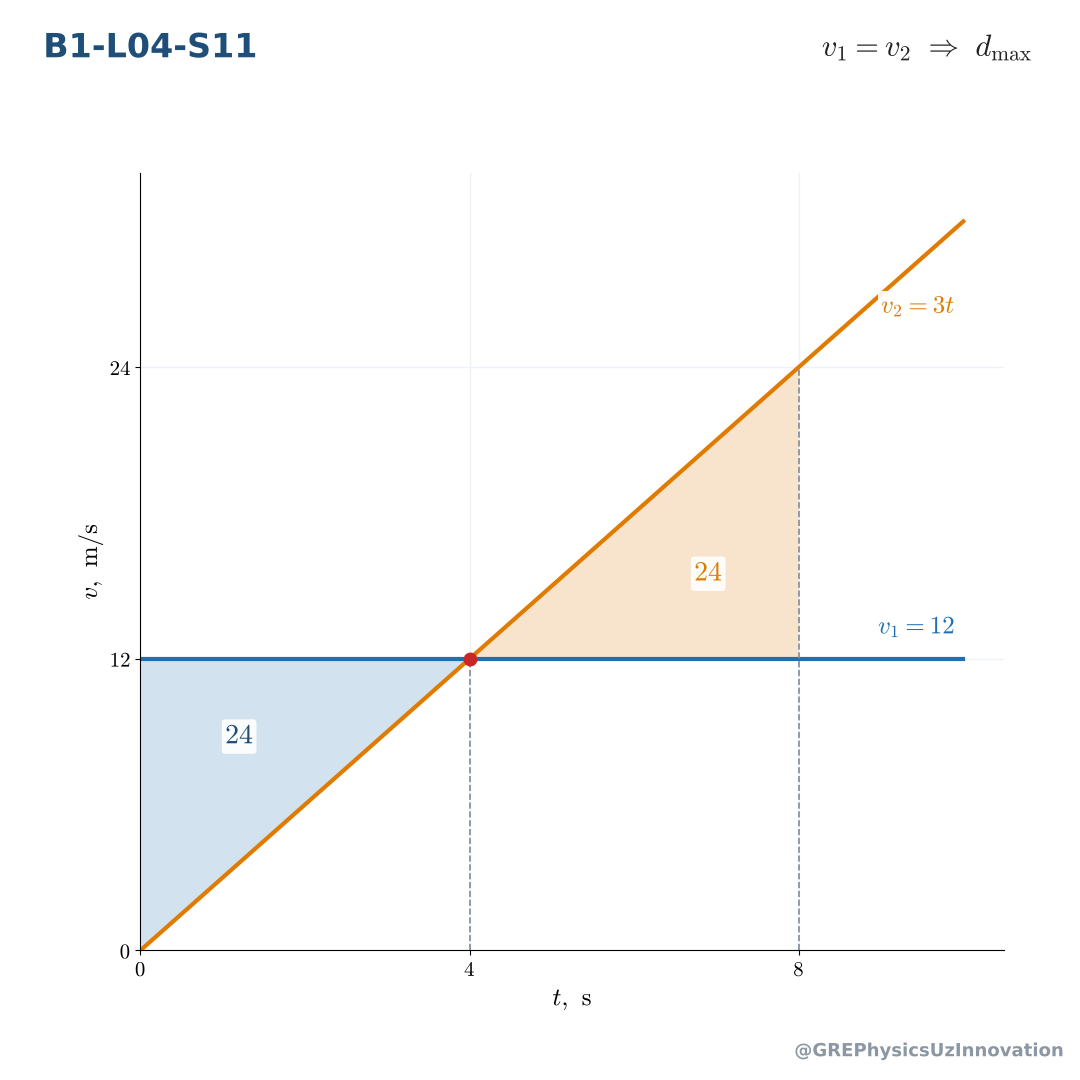 B1-L04-S11
v₁ = v₂ ⇒ d_max
v₂ = 3t
24
24
v, m/s
v₁ = 12
12
24
0
0 4 8
t, s
@GREPhysicsUzInnovation